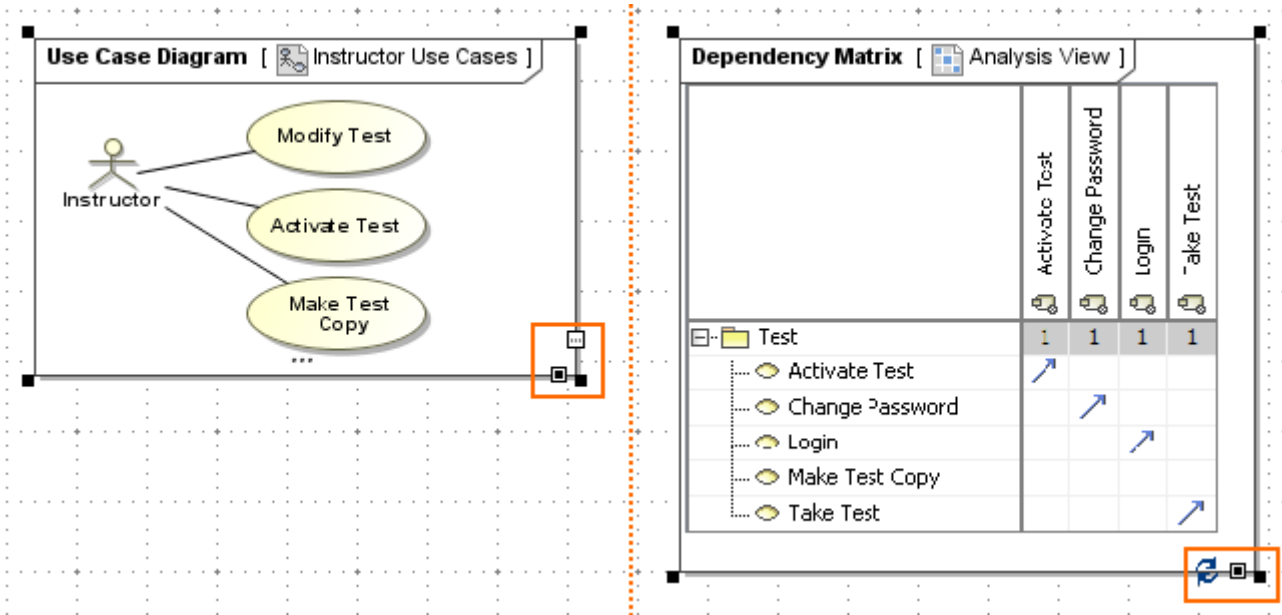 Use Case Diagram [ Instructor Use Cases ]
Modify Test
Instructor
Activate Test
Make Test
Copy
...
Dependency Matrix [ Analysis View ]
Activate Test
Change Password
Login
Take Test
Test 1 1 1 1
Activate Test
Change Password
Login
Make Test Copy
Take Test